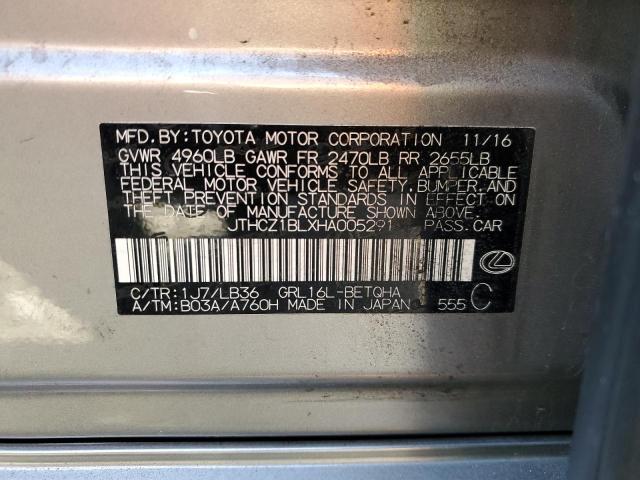 MFD.BY:TOYOTA MOTOR CORPORATION 11/16
GVWR 4960LB GAWR FR 2470LB RR 2655LB
THIS VEHICLE CONFORMS TO ALL APPLICABLE
FEDERAL MOTOR VEHICLE SAFETY, BUMPER, AND
THEFT PREVENTION STANDARDS IN EFFECT ON
THE DATE OF MANUFACTURE SHOWN ABOVE.
JTHCZ1BLXHA005291 PASS.CAR
C/TR:1J7/LB36 GRL16L-BETQHA
A/TM:B03A/A760H MADE IN JAPAN 555 C